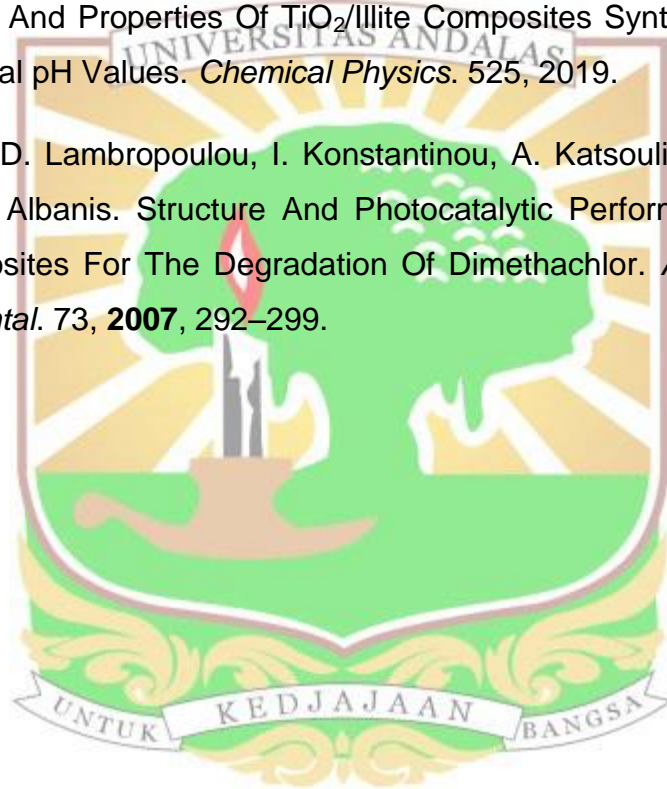 And Properties Of TiO₂/Illite Composites Synt
UNIVERSITAS ANDALAS
al pH Values. Chemical Physics. 525, 2019.
D. Lambropoulou, I. Konstantinou, A. Katsouli
Albanis. Structure And Photocatalytic Perform
osites For The Degradation Of Dimethachlor.
ntal. 73, 2007, 292–299.
UNTUK KEDJAJAAN BANGSA